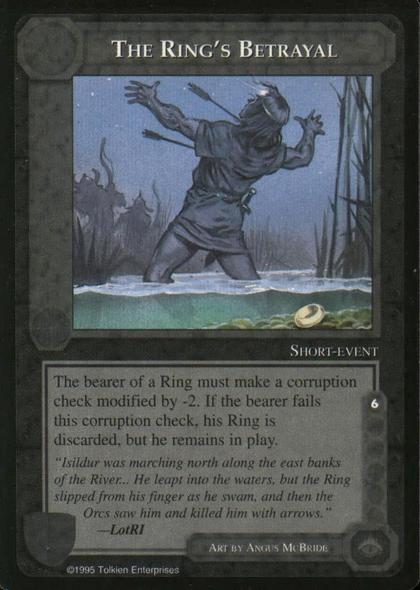 THE RING'S BETRAYAL
SHORT-EVENT
The bearer of a Ring must make a corruption
check modified by -2. If the bearer fails
this corruption check, his Ring is
discarded, but he remains in play.
6
"Isildur was marching north along the east banks
of the River... He leapt into the waters, but the Ring
slipped from his finger as he swam, and then the
Orcs saw him and killed him with arrows."
—LotRI
ART BY ANGUS MCBRIDE
©1995 Tolkien Enterprises